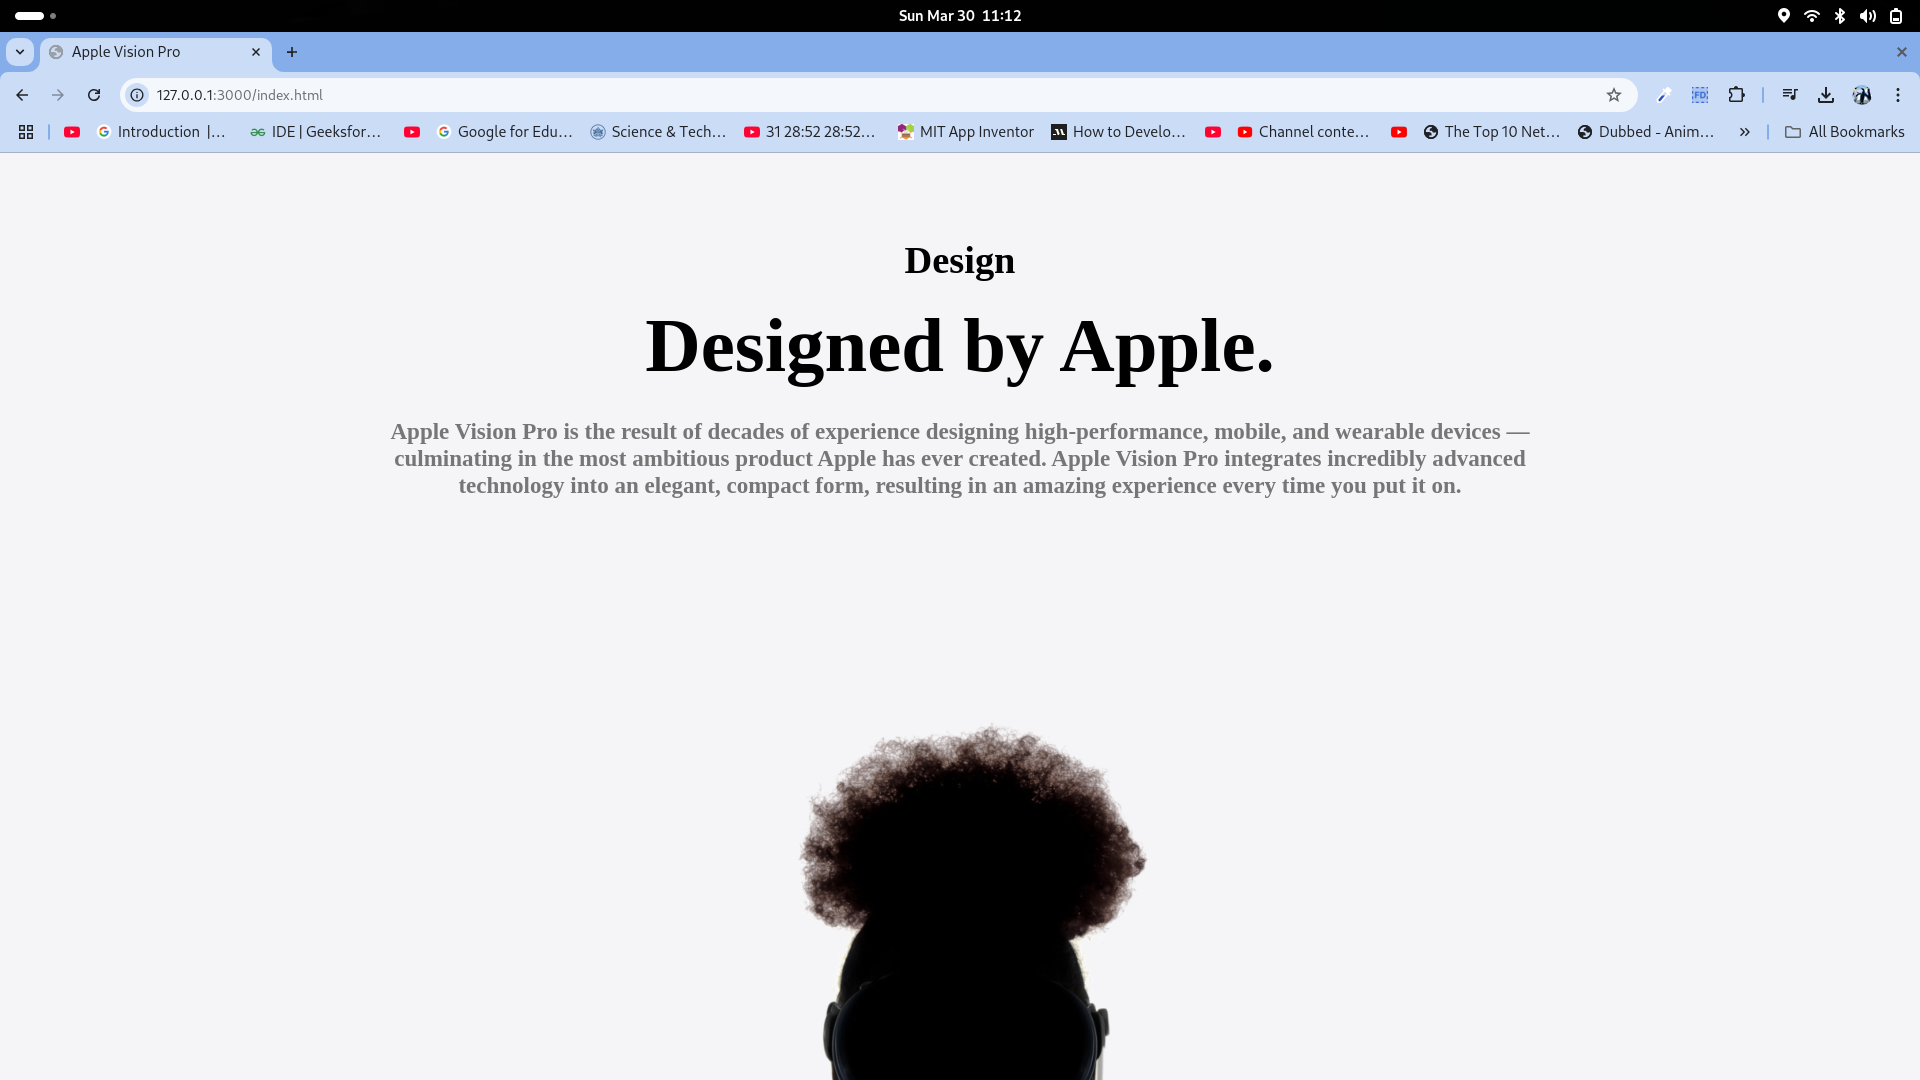 Sun Mar 30 11:12
Apple Vision Pro
127.0.0.1:3000/index.html
FD
Introduction |... IDE | Geeksfor... Google for Edu... Science & Tech... 31 28:52 28:52... MIT App Inventor How to Develo... Channel conte... The Top 10 Net... Dubbed - Anim... All Bookmarks
Design
Designed by Apple.
Apple Vision Pro is the result of decades of experience designing high-performance, mobile, and wearable devices —
culminating in the most ambitious product Apple has ever created. Apple Vision Pro integrates incredibly advanced
technology into an elegant, compact form, resulting in an amazing experience every time you put it on.